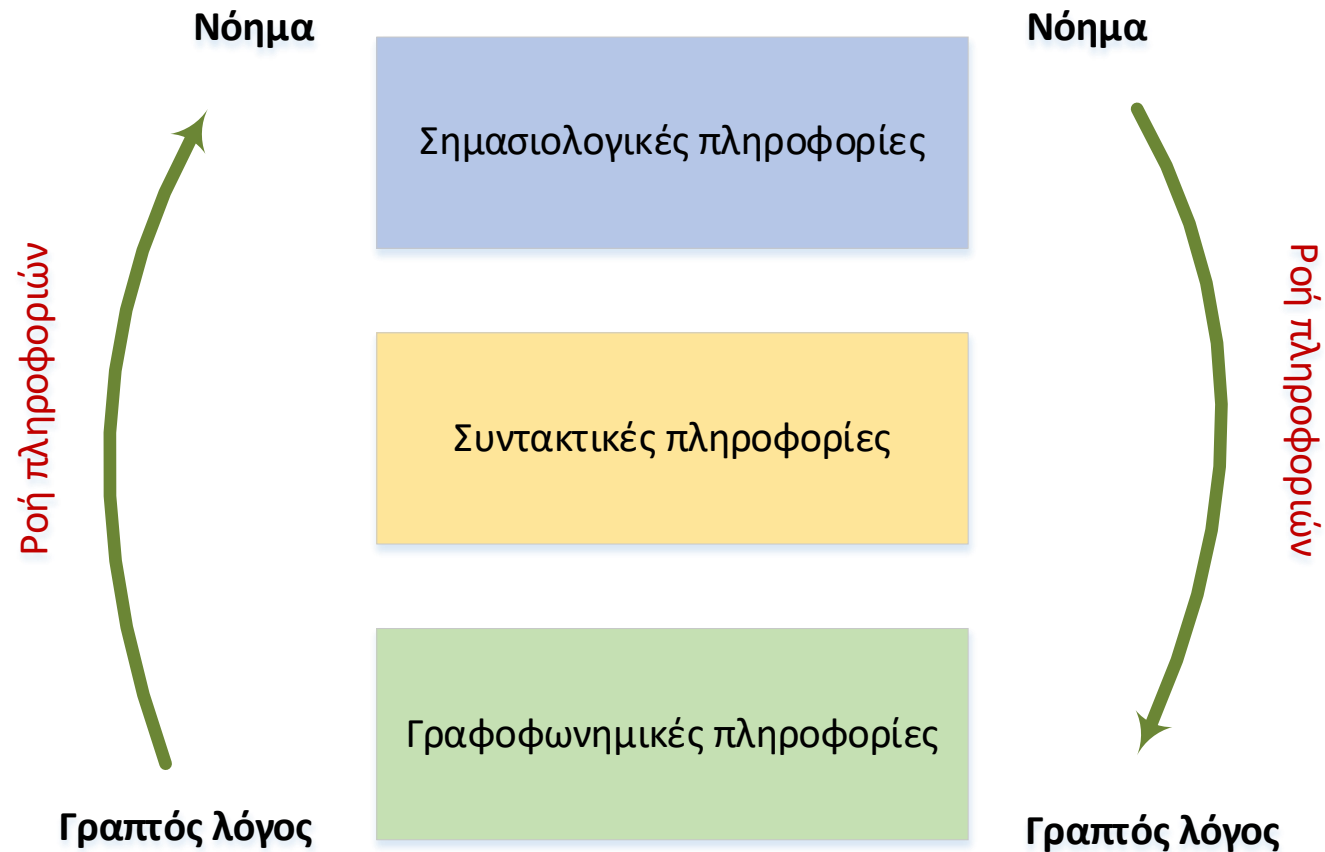 Νόημα
Νόημα
Σημασιολογικές πληροφορίες
Ροή πληροφοριών
Ροή πληροφοριών
Συντακτικές πληροφορίες
Γραφοφωνημικές πληροφορίες
Γραπτός λόγος
Γραπτός λόγος